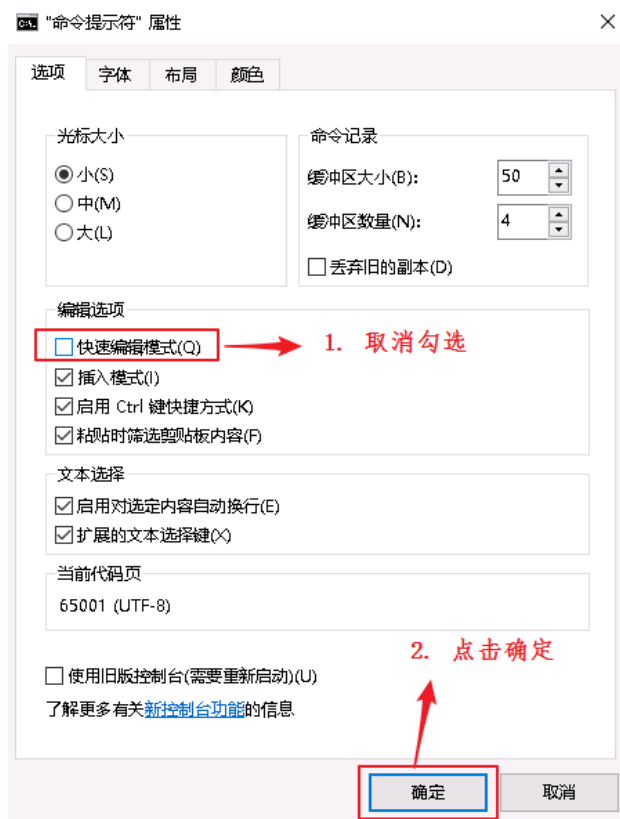 "命令提示符" 属性
选项 字体 布局 颜色
光标大小
小(S)
中(M)
大(L)
命令记录
缓冲区大小(B): 50
缓冲区数量(N): 4
丢弃旧的副本(D)
编辑选项
快速编辑模式(Q) 1. 取消勾选
插入模式(I)
启用 Ctrl 键快捷方式(K)
粘贴时筛选剪贴板内容(F)
文本选择
启用对选定内容自动换行(E)
扩展的文本选择键(X)
当前代码页
65001 (UTF-8)
2. 点击确定
使用旧版控制台(需要重新启动)(U)
了解更多有关新控制台功能的信息
确定 取消